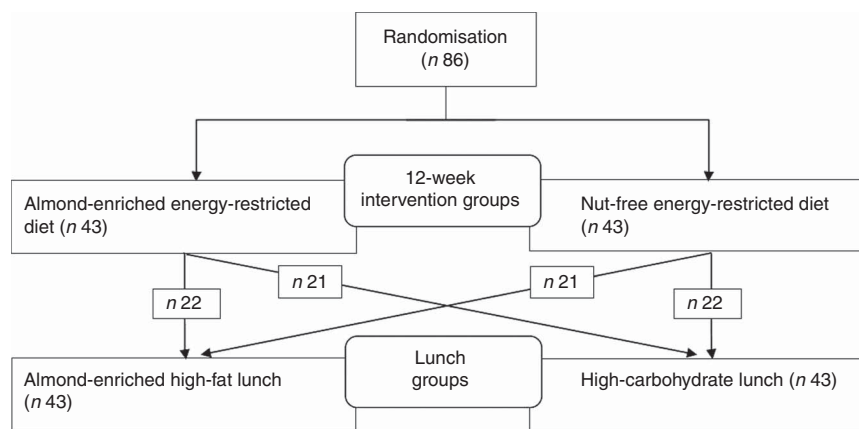 Randomisation
(n 86)
12-week
intervention groups
Almond-enriched energy-restricted
diet (n 43)
Nut-free energy-restricted diet
(n 43)
n 21
n 21
n 22
n 22
Lunch
groups
Almond-enriched high-fat lunch
(n 43)
High-carbohydrate lunch (n 43)